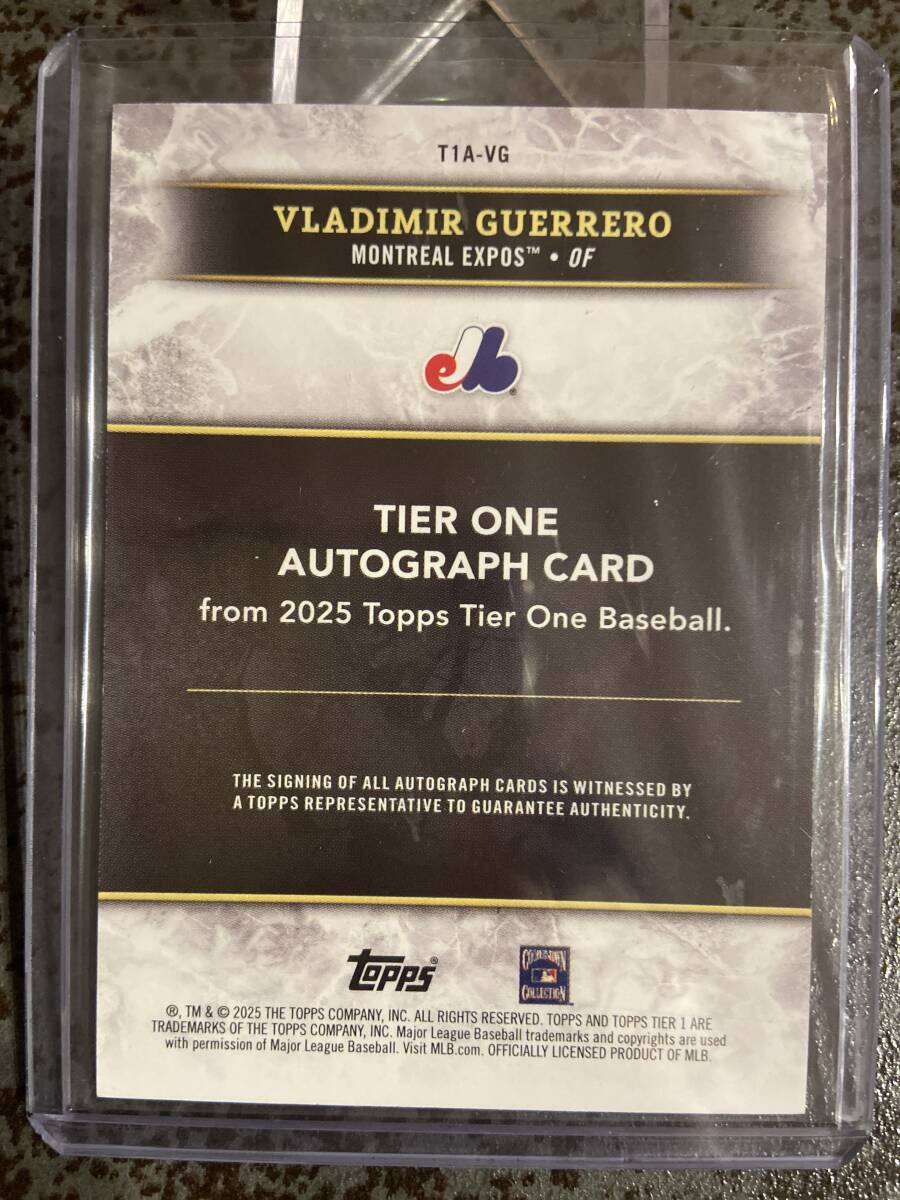 T1A-VG
VLADIMIR GUERRERO
MONTREAL EXPOS™ • OF
eb
TIER ONE
AUTOGRAPH CARD
from 2025 Topps Tier One Baseball.
THE SIGNING OF ALL AUTOGRAPH CARDS IS WITNESSED BY
A TOPPS REPRESENTATIVE TO GUARANTEE AUTHENTICITY.
topps®
COOPERSTOWN
COLLECTION
®, TM & © 2025 THE TOPPS COMPANY, INC. ALL RIGHTS RESERVED. TOPPS AND TOPPS TIER 1 ARE
TRADEMARKS OF THE TOPPS COMPANY, INC. Major League Baseball trademarks and copyrights are used
with permission of Major League Baseball. Visit MLB.com. OFFICIALLY LICENSED PRODUCT OF MLB.